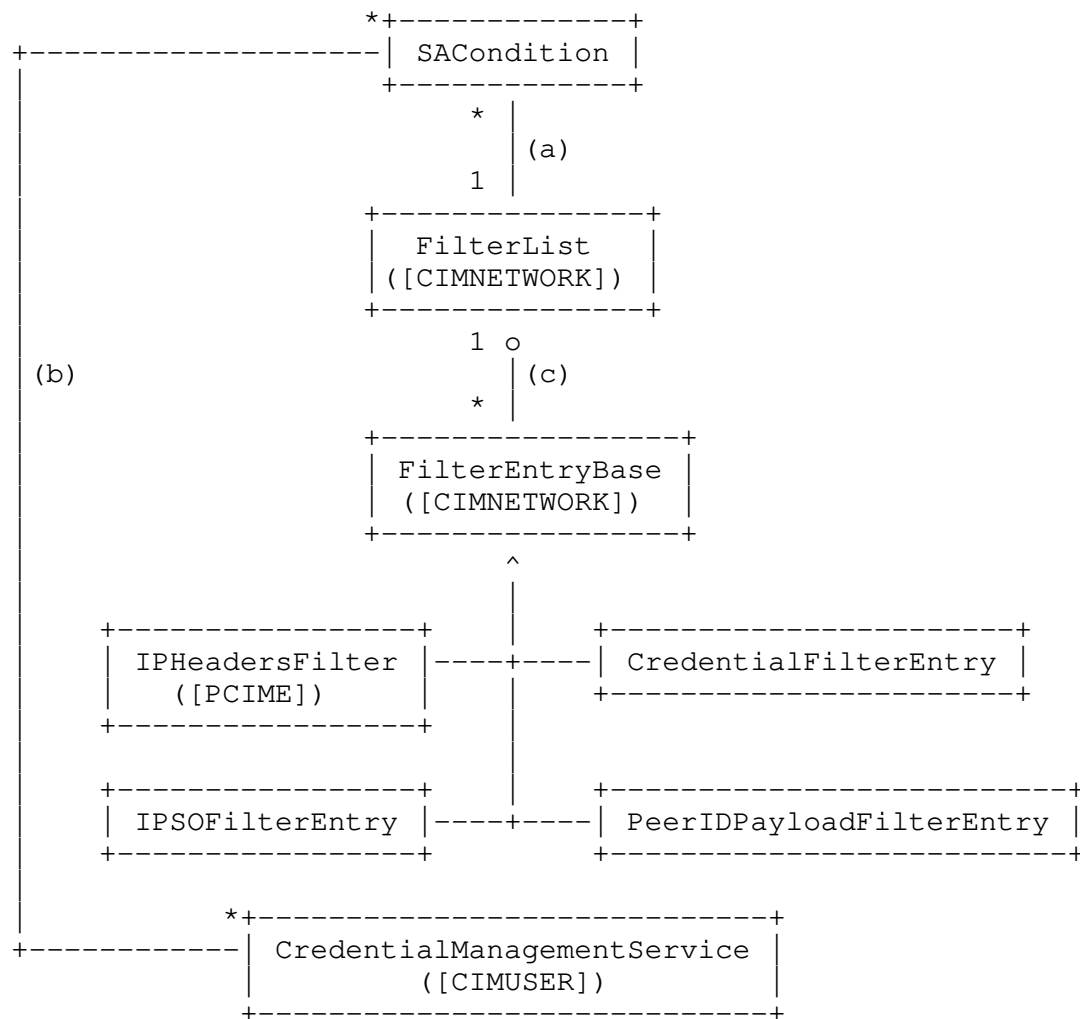 *
SACondition
*
(a)
1
FilterList
([CIMNETWORK])
1 o
(b) (c)
*
FilterEntryBase
([CIMNETWORK])
^
IPHeadersFilter CredentialFilterEntry
([PCIME])
IPSOFilterEntry PeerIDPayloadFilterEntry
*
CredentialManagementService
([CIMUSER])